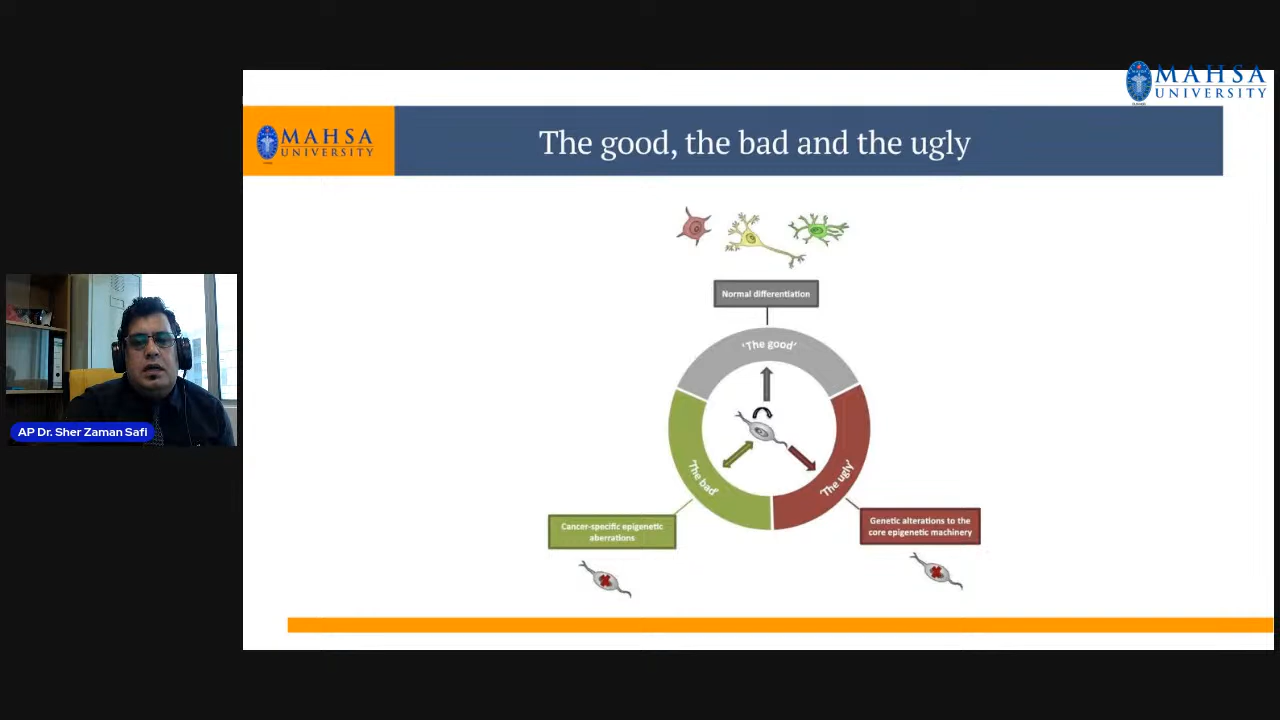 MAHSA
UNIVERSITY
MAHSA
UNIVERSITY
The good, the bad and the ugly
Normal differentiation
'The good'
'The bad'
'The ugly'
Cancer-specific epigenetic
aberrations
Genetic alterations to the
core epigenetic machinery
AP Dr. Sher Zaman Safi